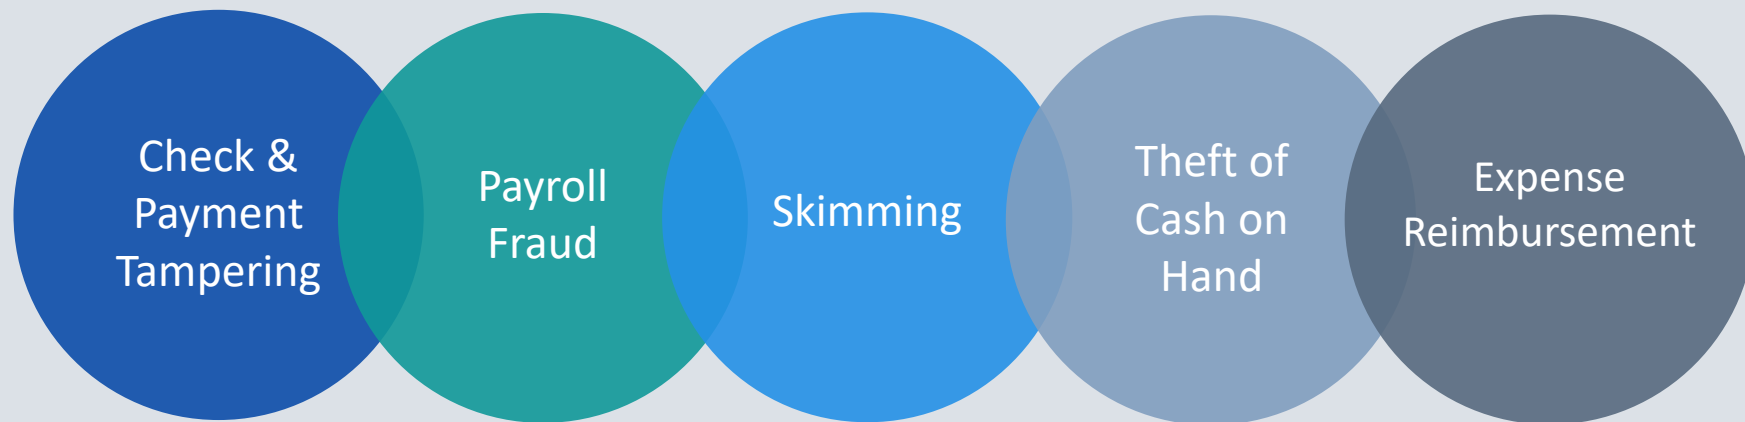 Check &
Payment
Tampering
Payroll
Fraud
Skimming
Theft of
Cash on
Hand
Expense
Reimbursement